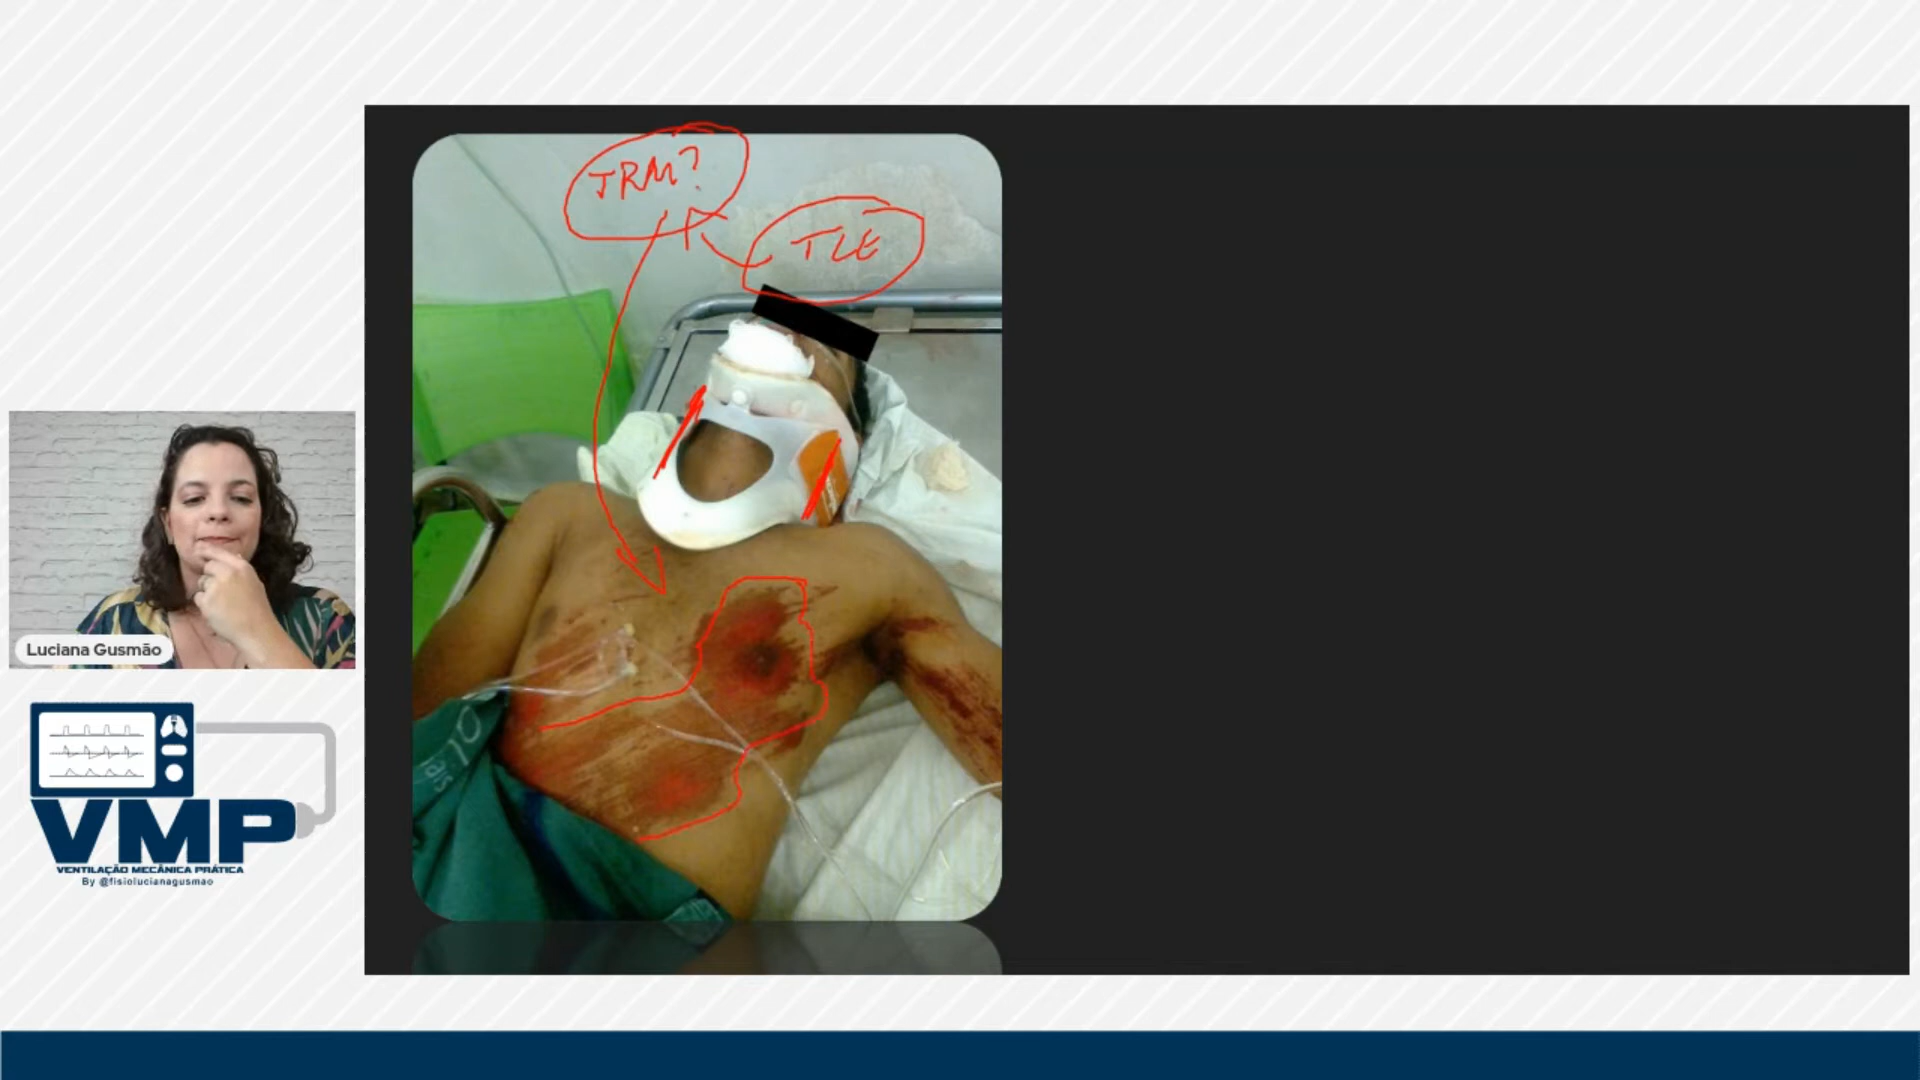 TRM?
TCE
Luciana Gusmão
VMP
VENTILAÇÃO MECÂNICA PRÁTICA
By @fisiolucianagusmao